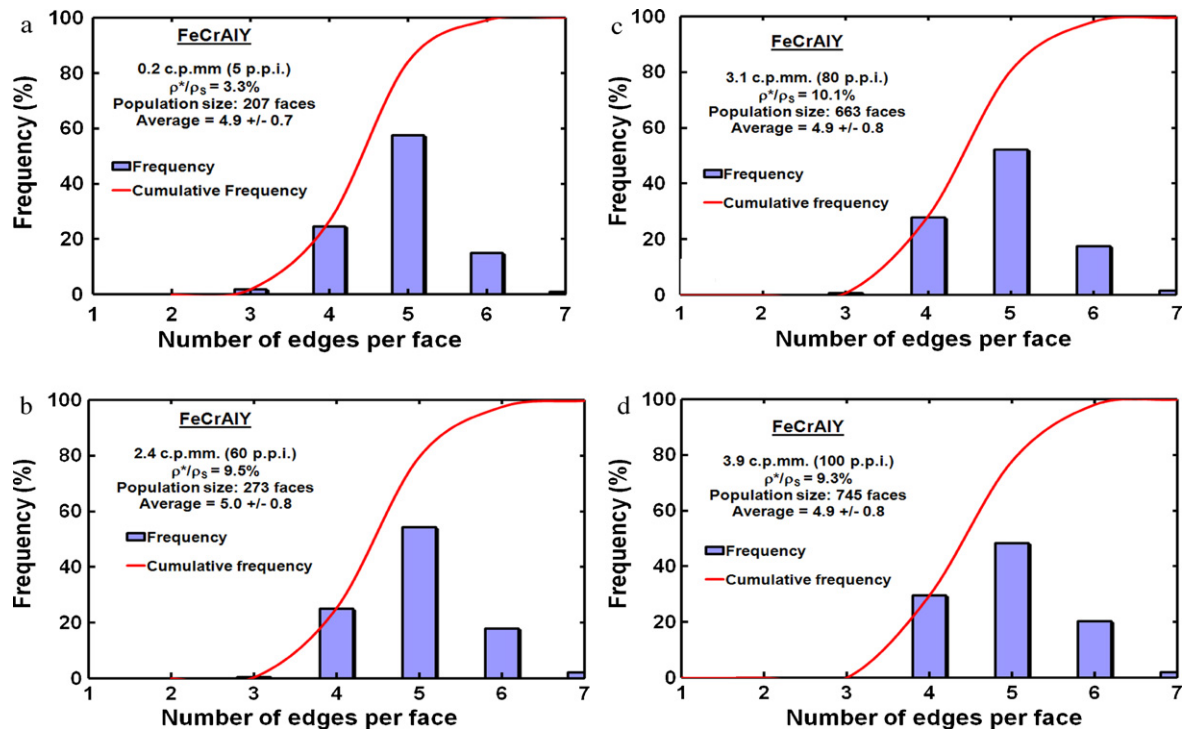 a
FeCrAlY
0.2 c.p.mm (5 p.p.i.)
ρ*/ρS = 3.3%
Population size: 207 faces
Average = 4.9 +/- 0.7
Frequency
Cumulative Frequency
Frequency (%)
100
80
60
40
20
0
1 2 3 4 5 6 7
Number of edges per face
c
FeCrAlY
3.1 c.p.mm. (80 p.p.i.)
ρ*/ρS = 10.1%
Population size: 663 faces
Average = 4.9 +/- 0.8
Frequency
Cumulative frequency
Frequency (%)
100
80
60
40
20
0
1 2 3 4 5 6 7
Number of edges per face
b
FeCrAlY
2.4 c.p.mm. (60 p.p.i.)
ρ*/ρS = 9.5%
Population size: 273 faces
Average = 5.0 +/- 0.8
Frequency
Cumulative frequency
Frequency (%)
100
80
60
40
20
0
1 2 3 4 5 6 7
Number of edges per face
d
FeCrAlY
3.9 c.p.mm. (100 p.p.i.)
ρ*/ρS = 9.3%
Population size: 745 faces
Average = 4.9 +/- 0.8
Frequency
Cumulative frequency
Frequency (%)
100
80
60
40
20
0
1 2 3 4 5 6 7
Number of edges per face